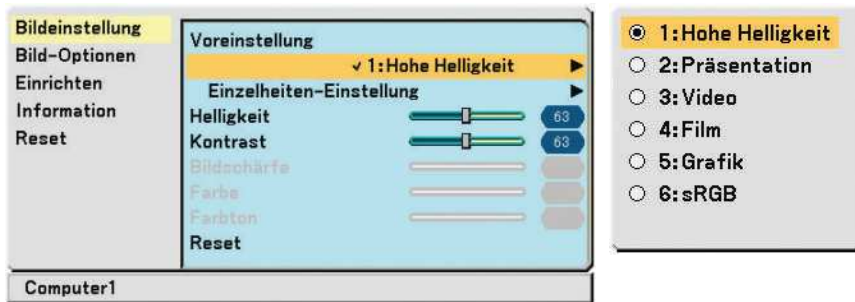 Bildeinstellung
Bild-Optionen
Einrichten
Information
Reset
Voreinstellung
✓ 1:Hohe Helligkeit
Einzelheiten-Einstellung
Helligkeit 63
Kontrast 63
Bildschärfe
Farbe
Farbton
Reset
Computer1
1:Hohe Helligkeit
2:Präsentation
3:Video
4:Film
5:Grafik
6:sRGB